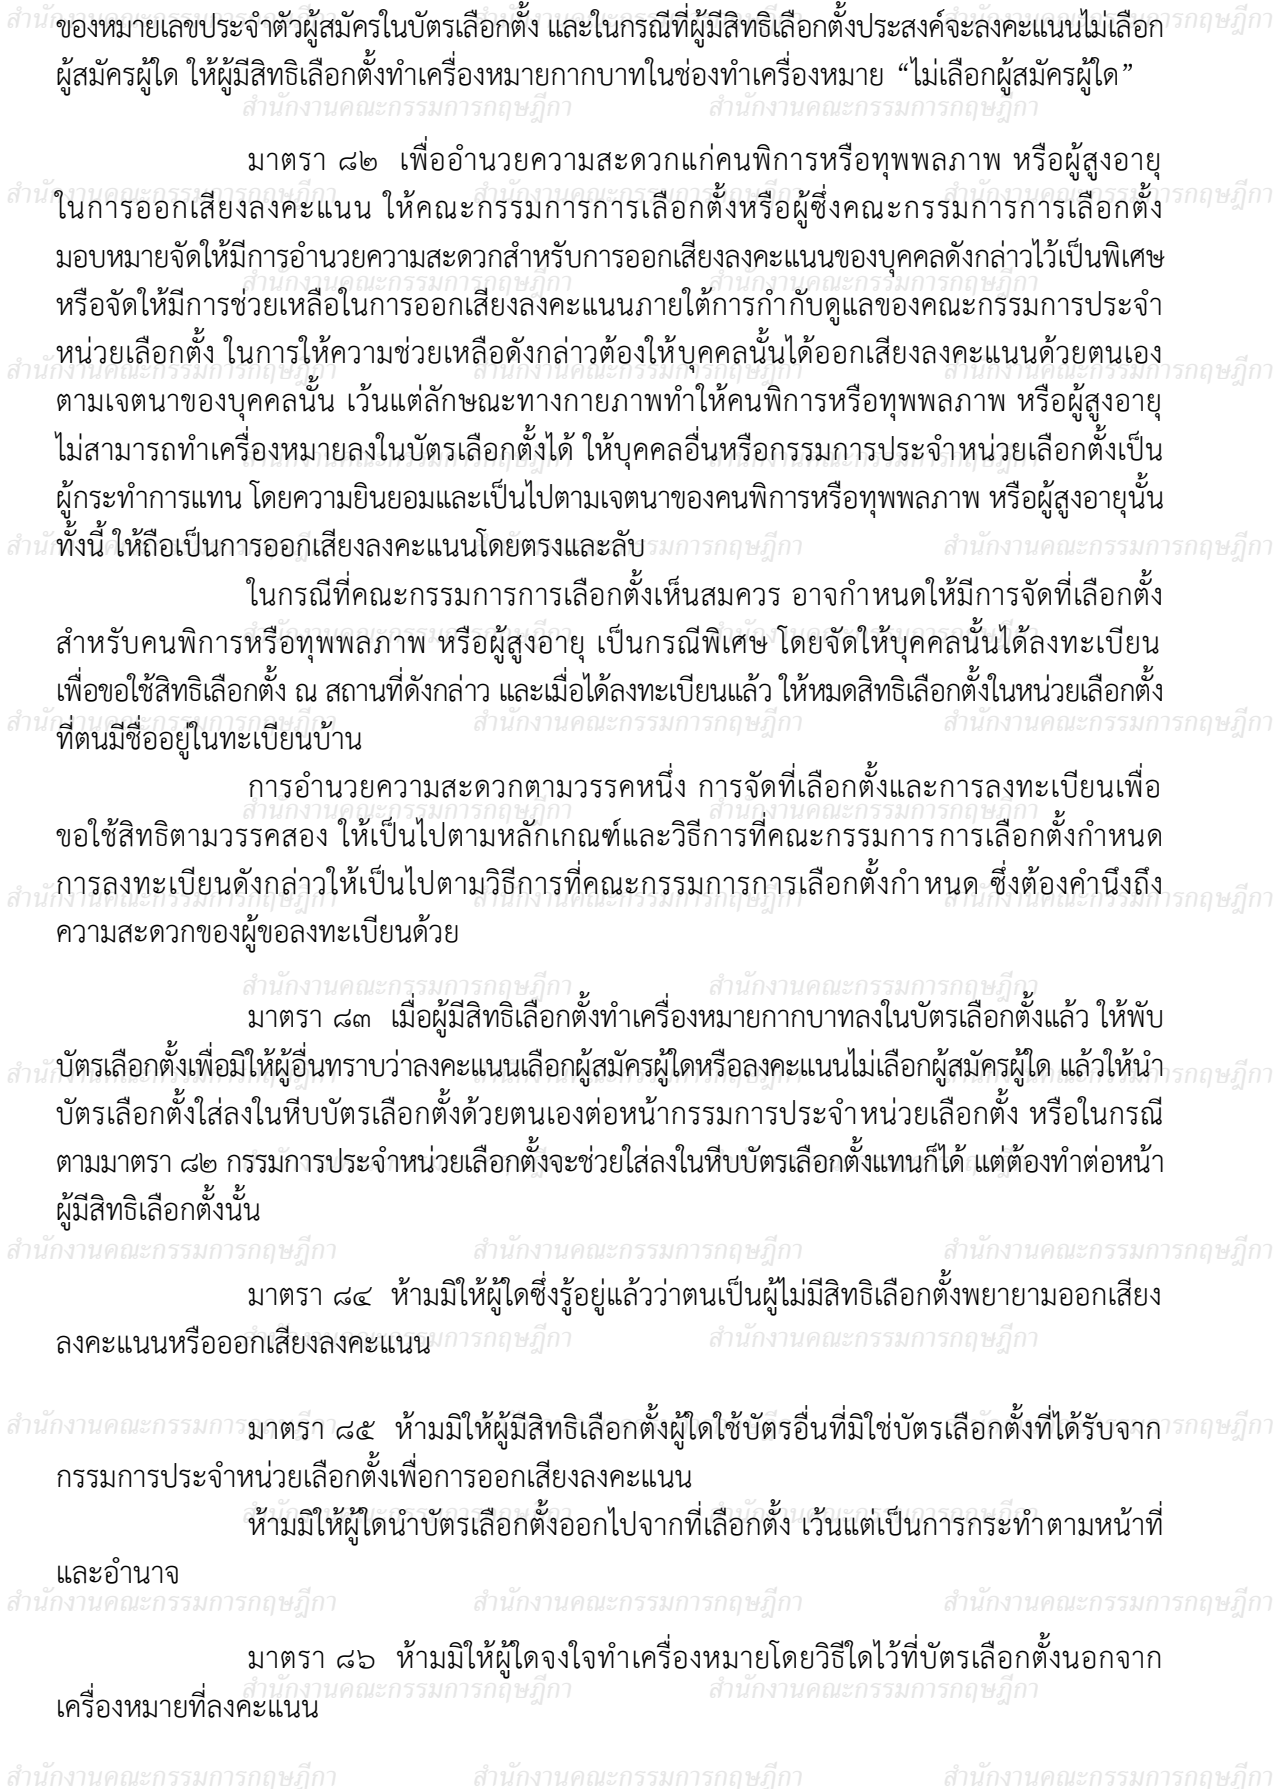 ของหมายเลขประจำตัวผู้สมัครในบัตรเลือกตั้ง และในกรณีที่ผู้มีสิทธิเลือกตั้งประสงค์จะลงคะแนนไม่เลือก
ผู้สมัครผู้ใด ให้ผู้มีสิทธิเลือกตั้งทำเครื่องหมายกากบาทในช่องทำเครื่องหมาย “ไม่เลือกผู้สมัครผู้ใด”
มาตรา ๘๒ เพื่ออำนวยความสะดวกแก่คนพิการหรือทุพพลภาพ หรือผู้สูงอายุ
ในการออกเสียงลงคะแนน ให้คณะกรรมการการเลือกตั้งหรือผู้ซึ่งคณะกรรมการการเลือกตั้ง
มอบหมายจัดให้มีการอำนวยความสะดวกสำหรับการออกเสียงลงคะแนนของบุคคลดังกล่าวไว้เป็นพิเศษ
หรือจัดให้มีการช่วยเหลือในการออกเสียงลงคะแนนภายใต้การกำกับดูแลของคณะกรรมการประจำ
หน่วยเลือกตั้ง ในการให้ความช่วยเหลือดังกล่าวต้องให้บุคคลนั้นได้ออกเสียงลงคะแนนด้วยตนเอง
ตามเจตนาของบุคคลนั้น เว้นแต่ลักษณะทางกายภาพทำให้คนพิการหรือทุพพลภาพ หรือผู้สูงอายุ
ไม่สามารถทำเครื่องหมายลงในบัตรเลือกตั้งได้ ให้บุคคลอื่นหรือกรรมการประจำหน่วยเลือกตั้งเป็น
ผู้กระทำการแทน โดยความยินยอมและเป็นไปตามเจตนาของคนพิการหรือทุพพลภาพ หรือผู้สูงอายุนั้น
ทั้งนี้ ให้ถือเป็นการออกเสียงลงคะแนนโดยตรงและลับ
ในกรณีที่คณะกรรมการการเลือกตั้งเห็นสมควร อาจกำหนดให้มีการจัดที่เลือกตั้ง
สำหรับคนพิการหรือทุพพลภาพ หรือผู้สูงอายุ เป็นกรณีพิเศษ โดยจัดให้บุคคลนั้นได้ลงทะเบียน
เพื่อขอใช้สิทธิเลือกตั้ง ณ สถานที่ดังกล่าว และเมื่อได้ลงทะเบียนแล้ว ให้หมดสิทธิเลือกตั้งในหน่วยเลือกตั้ง
ที่ตนมีชื่ออยู่ในทะเบียนบ้าน
การอำนวยความสะดวกตามวรรคหนึ่ง การจัดที่เลือกตั้งและการลงทะเบียนเพื่อ
ขอใช้สิทธิตามวรรคสอง ให้เป็นไปตามหลักเกณฑ์และวิธีการที่คณะกรรมการการเลือกตั้งกำหนด
การลงทะเบียนดังกล่าวให้เป็นไปตามวิธีการที่คณะกรรมการการเลือกตั้งกำหนด ซึ่งต้องคำนึงถึง
ความสะดวกของผู้ขอลงทะเบียนด้วย
มาตรา ๘๓ เมื่อผู้มีสิทธิเลือกตั้งทำเครื่องหมายกากบาทลงในบัตรเลือกตั้งแล้ว ให้พับ
บัตรเลือกตั้งเพื่อมิให้ผู้อื่นทราบว่าลงคะแนนเลือกผู้สมัครผู้ใดหรือลงคะแนนไม่เลือกผู้สมัครผู้ใด แล้วให้นำ
บัตรเลือกตั้งใส่ลงในหีบบัตรเลือกตั้งด้วยตนเองต่อหน้ากรรมการประจำหน่วยเลือกตั้ง หรือในกรณี
ตามมาตรา ๘๒ กรรมการประจำหน่วยเลือกตั้งจะช่วยใส่ลงในหีบบัตรเลือกตั้งแทนก็ได้ แต่ต้องทำต่อหน้า
ผู้มีสิทธิเลือกตั้งนั้น
มาตรา ๘๔ ห้ามมิให้ผู้ใดซึ่งรู้อยู่แล้วว่าตนเป็นผู้ไม่มีสิทธิเลือกตั้งพยายามออกเสียง
ลงคะแนนหรือออกเสียงลงคะแนน
มาตรา ๘๕ ห้ามมิให้ผู้มีสิทธิเลือกตั้งผู้ใดใช้บัตรอื่นที่มิใช่บัตรเลือกตั้งที่ได้รับจาก
กรรมการประจำหน่วยเลือกตั้งเพื่อการออกเสียงลงคะแนน
ห้ามมิให้ผู้ใดนำบัตรเลือกตั้งออกไปจากที่เลือกตั้ง เว้นแต่เป็นการกระทำตามหน้าที่
และอำนาจ
มาตรา ๘๖ ห้ามมิให้ผู้ใดจงใจทำเครื่องหมายโดยวิธีใดไว้ที่บัตรเลือกตั้งนอกจาก
เครื่องหมายที่ลงคะแนน
สำนักงานคณะกรรมการกฤษฎีกา สำนักงานคณะกรรมการกฤษฎีกา สำนักงานคณะกรรมการกฤษฎีกา